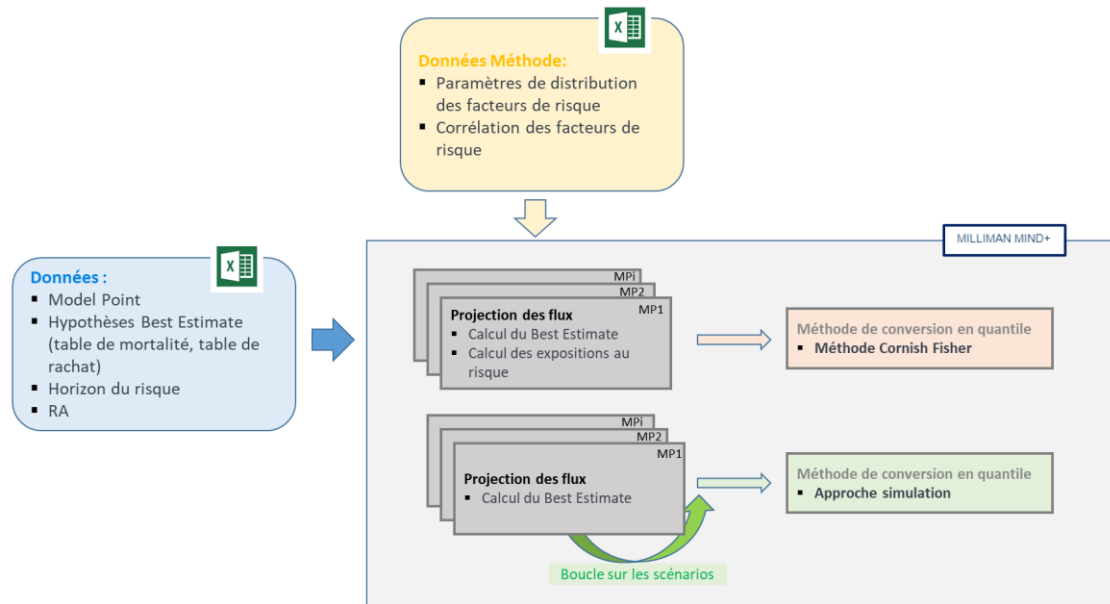 Données Méthode:
▪ Paramètres de distribution
des facteurs de risque
▪ Corrélation des facteurs de
risque
MILLIMAN MIND+
Données :
▪ Model Point
▪ Hypothèses Best Estimate
(table de mortalité, table de
rachat)
▪ Horizon du risque
▪ RA
MPi
MP2
MP1
Projection des flux
▪ Calcul du Best Estimate
▪ Calcul des expositions au
risque
Méthode de conversion en quantile
▪ Méthode Cornish Fisher
MPi
MP2
MP1
Projection des flux
▪ Calcul du Best Estimate
Méthode de conversion en quantile
▪ Approche simulation
Boucle sur les scénarios